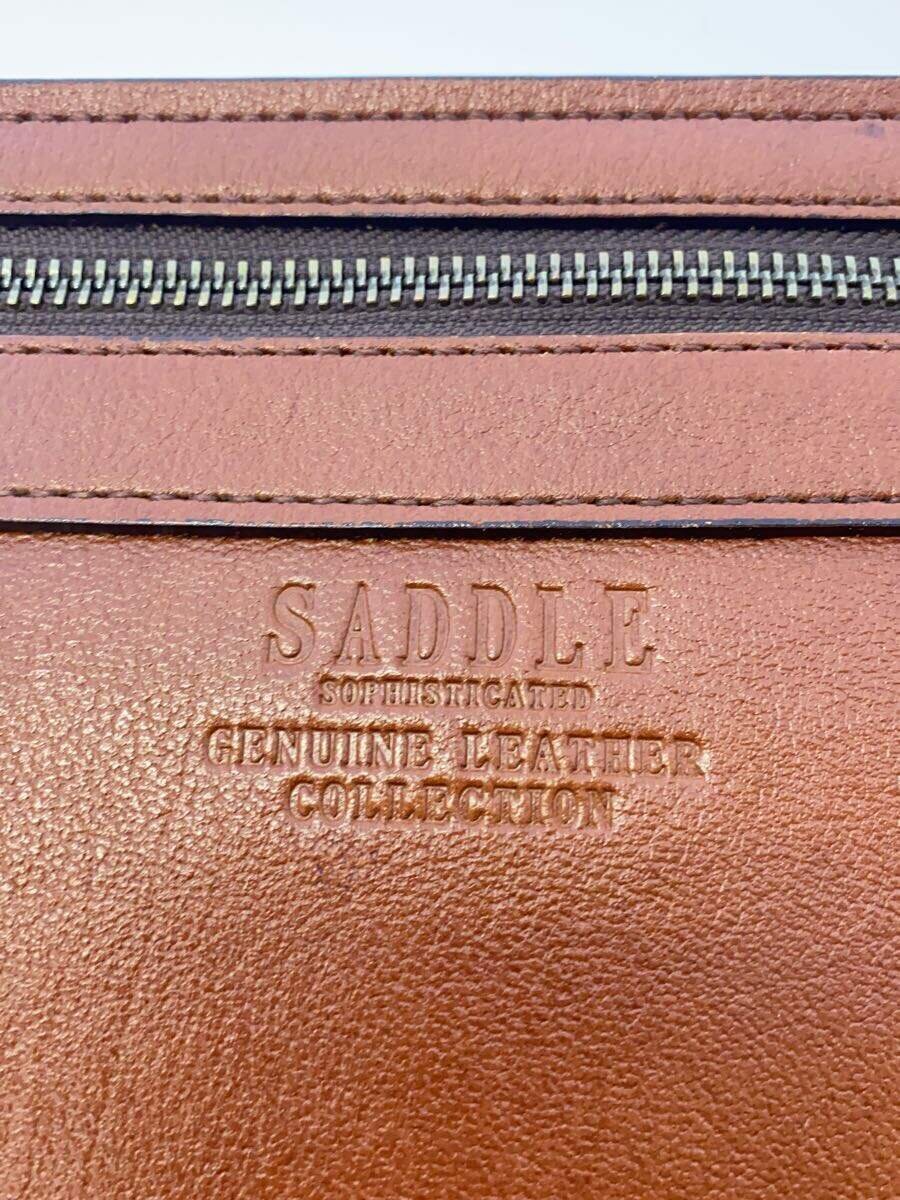 SADDLE
SOPHISTICATED
GENUINE LEATHER
COLLECTION